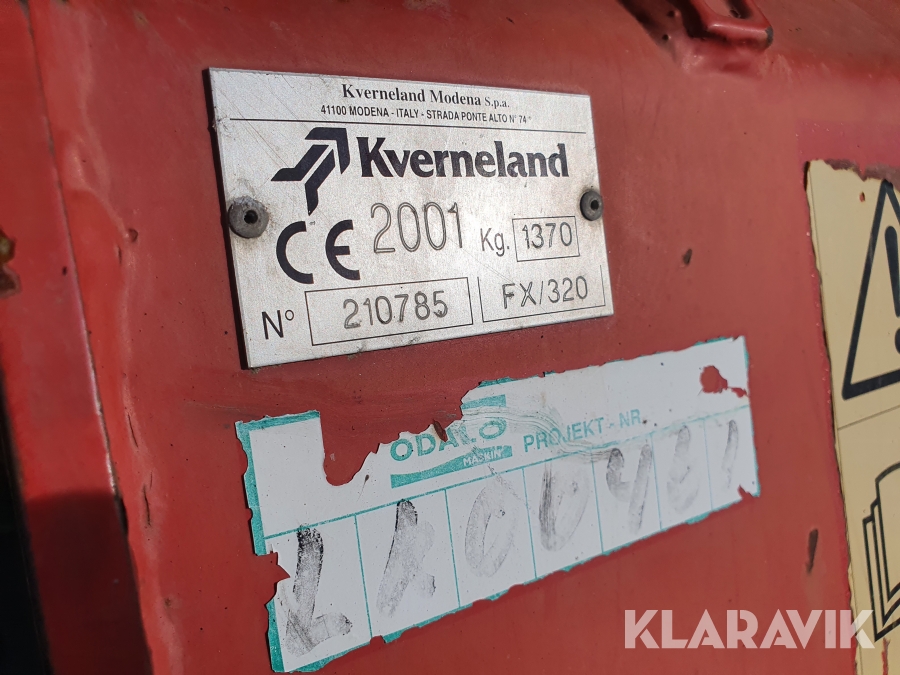 Kverneland Modena S.p.a.
41100 MODENA - ITALY - STRADA PONTE ALTO N° 74
Kverneland
CE 2001 Kg. 1370
N° 210785 FX/320
PROJEKT - NR.
MASKIN
KLARAVIK